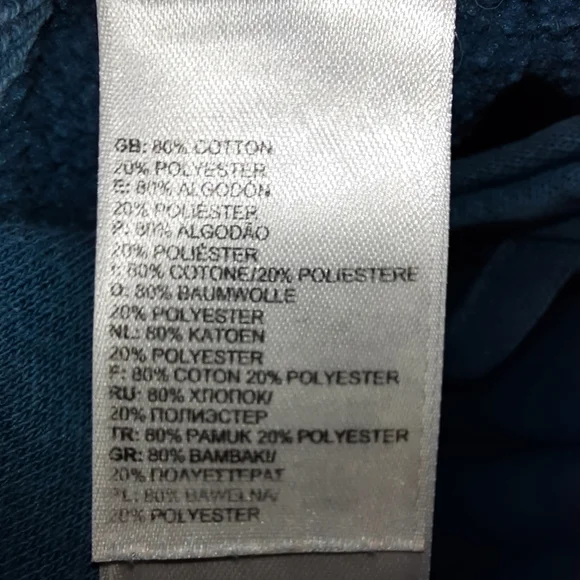 GB: 80% COTTON
20% POLYESTER
E: 80% ALGODÓN
20% POLIÉSTER
P: 80% ALGODÃO
20% POLIÉSTER
I: 80% COTONE/20% POLIESTERE
D: 80% BAUMWOLLE
20% POLYESTER
NL: 80% KATOEN
20% POLYESTER
F: 80% COTON 20% POLYESTER
RU: 80% ХЛОПОК/
20% ПОЛИЭСТЕР
TR: 80% PAMUK 20% POLYESTER
GR: 80% ΒΑΜΒΑΚΙ/
20% ΠΟΛΥΕΣΤΕΡΑΣ
PL: 80% BAWEŁNA/
20% POLYESTER